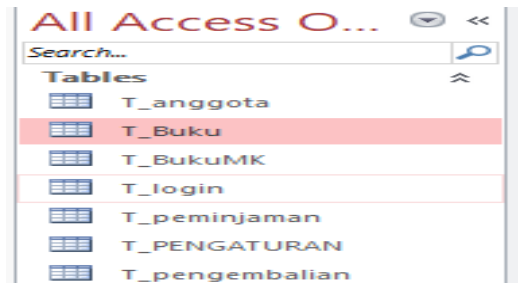 All Access O...
Search...
Tables
T_anggota
T_Buku
T_BukuMK
T_login
T_peminjaman
T_PENGATURAN
T_pengembalian